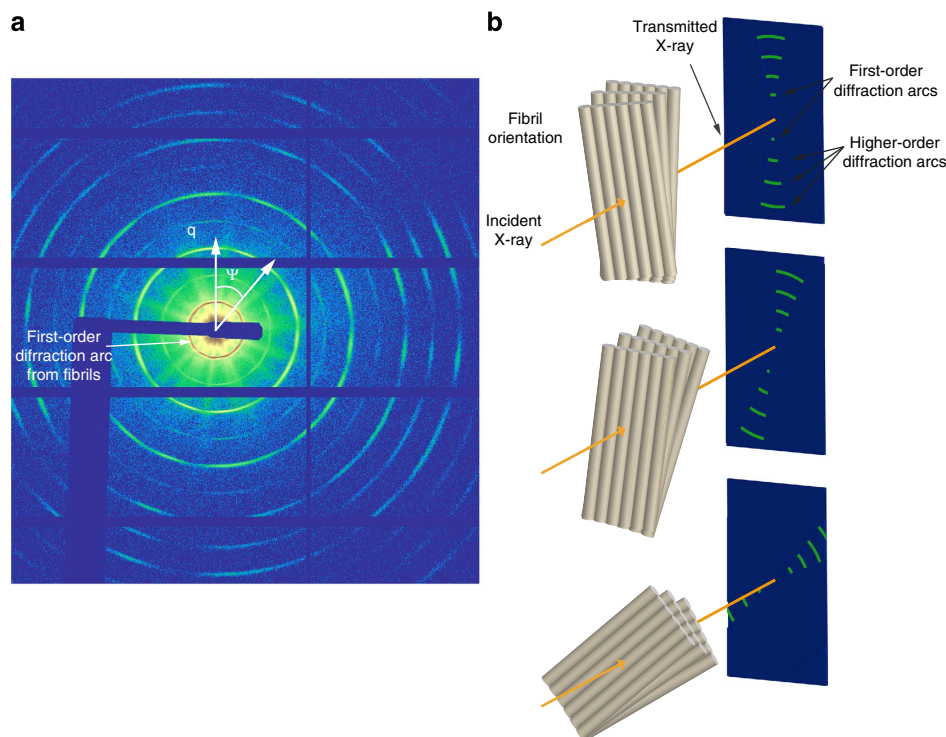 a
q
Ψ
First-order
difraction arc
from fibrils
b
Transmitted
X-ray
First-order
diffraction arcs
Fibril
orientation
Higher-order
diffraction arcs
Incident
X-ray